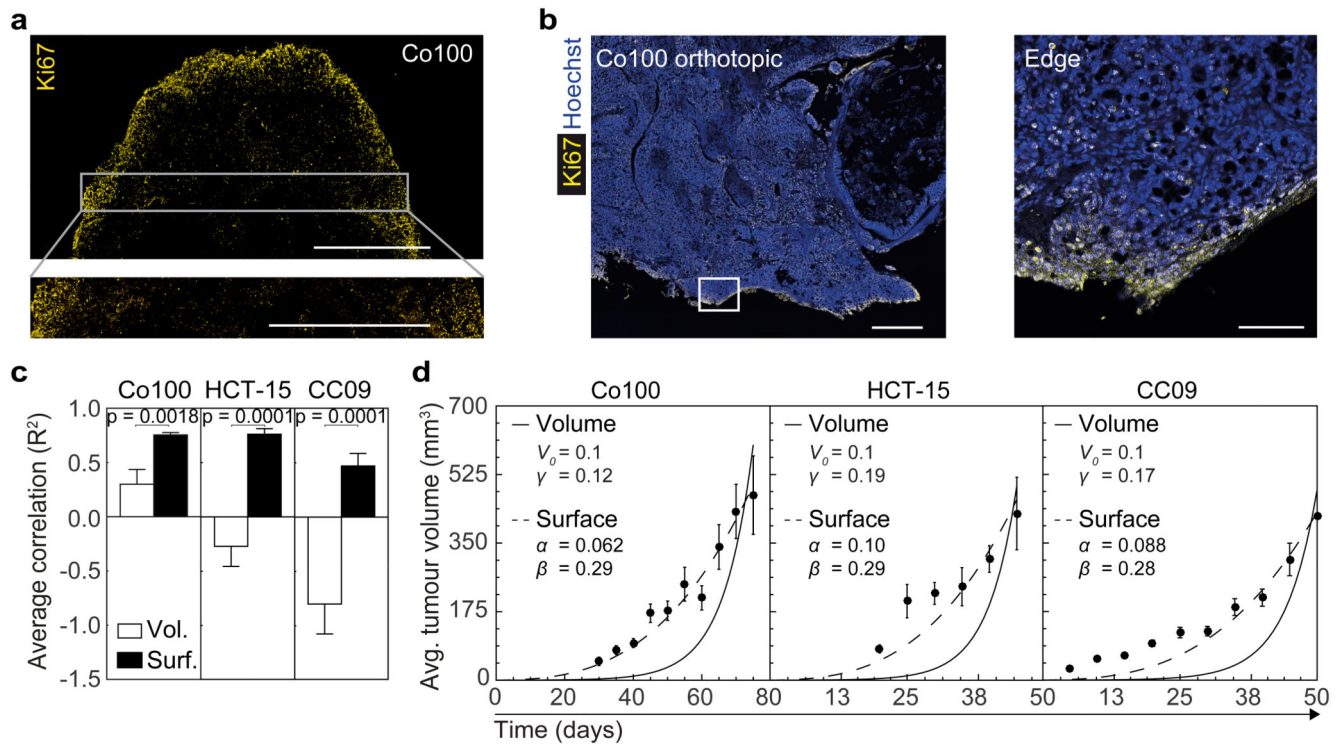 a
Ki67
Co100
b
Ki67 Hoechst
Co100 orthotopic
Edge
c
Co100 HCT-15 CC09
p = 0.0018 p = 0.0001 p = 0.0001
Average correlation (R²)
1.0
0.5
0.0
-0.5
-1.0
-1.5
Vol.
Surf.
d
Co100 HCT-15 CC09
Avg. tumour volume (mm³)
700
525
350
175
0
Volume
V₀ = 0.1
γ = 0.12
Surface
α = 0.062
β = 0.29
Volume
V₀ = 0.1
γ = 0.19
Surface
α = 0.10
β = 0.29
Volume
V₀ = 0.1
γ = 0.17
Surface
α = 0.088
β = 0.28
0 20 40 60 80 13 25 38 50 13 25 38 50
Time (days)